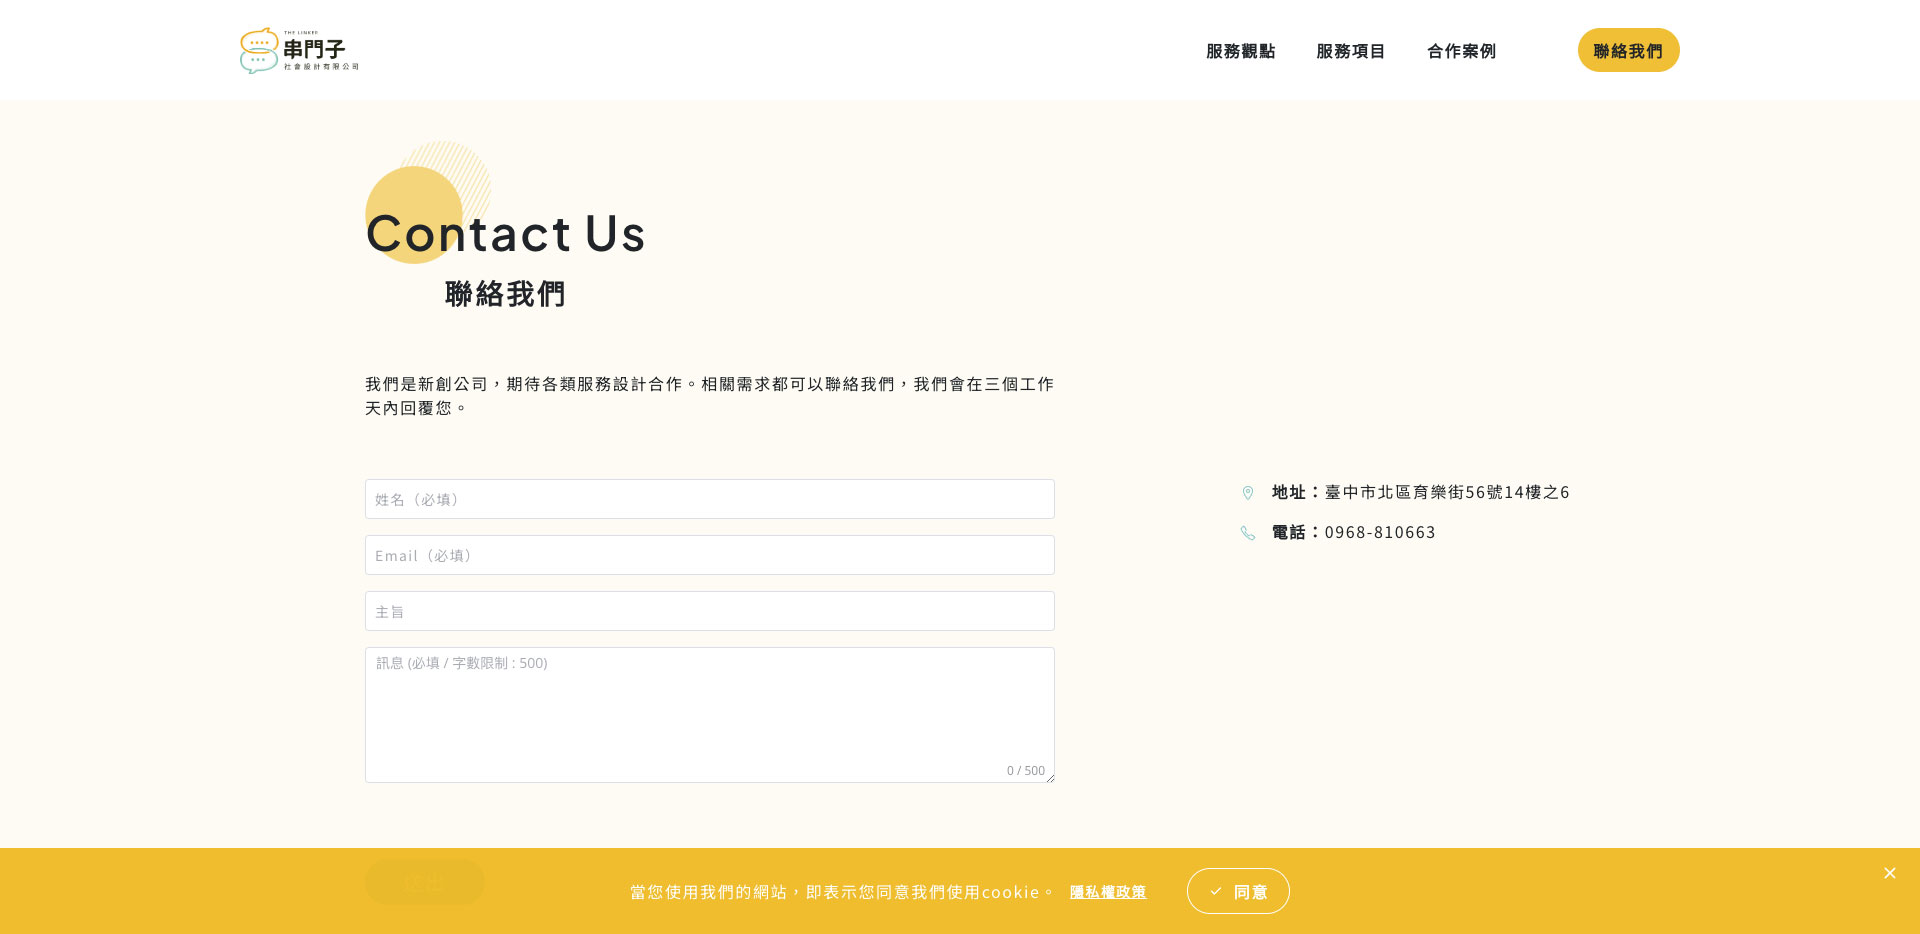 THE LINKER
串門子
社會設計有限公司
服務觀點
服務項目
合作案例
聯絡我們
Contact Us
聯絡我們
我們是新創公司，期待各類服務設計合作。相關需求都可以聯絡我們，我們會在三個工作
天內回覆您。
姓名（必填）
Email（必填）
主旨
訊息 (必填 / 字數限制 : 500)
0 / 500
地址：臺中市北區育樂街56號14樓之6
電話：0968-810663
送出
當您使用我們的網站，即表示您同意我們使用cookie。 隱私權政策
同意